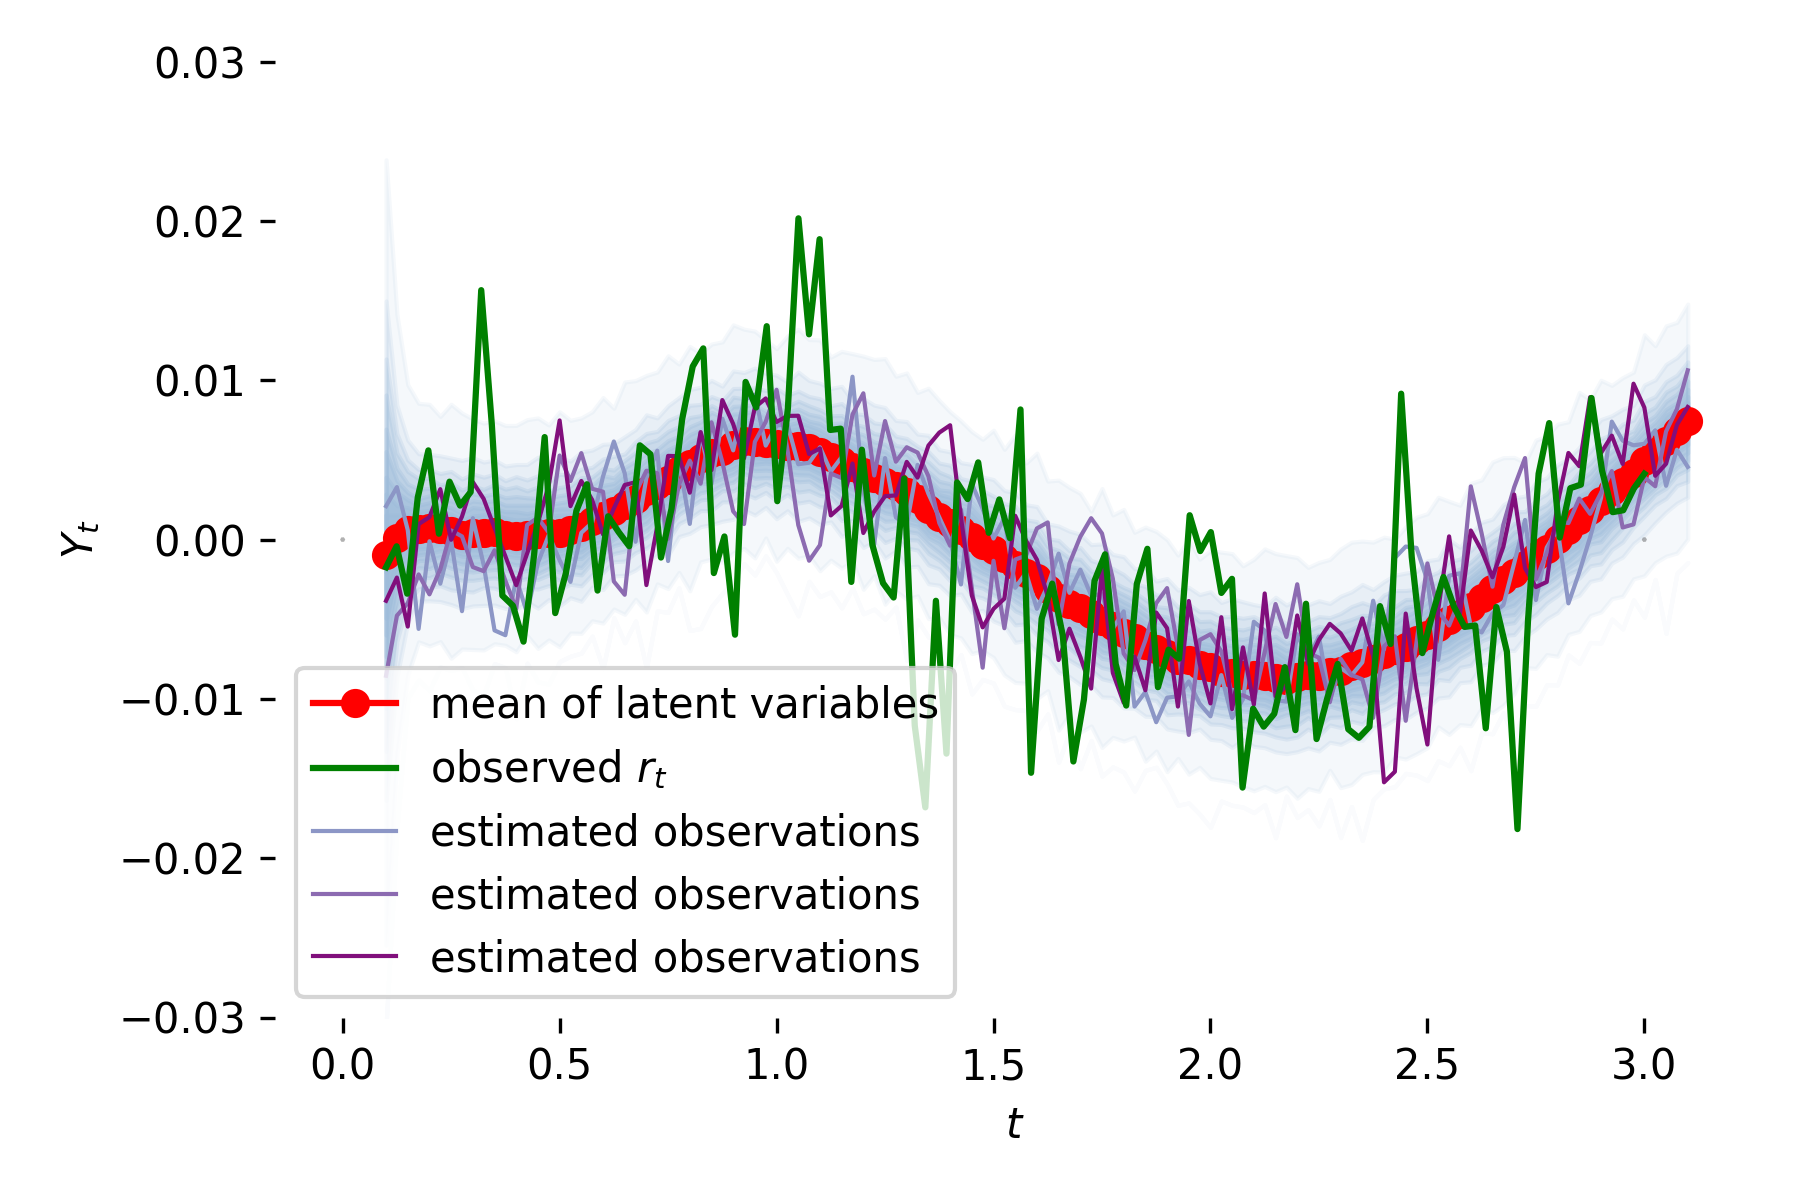 0.03
0.02
0.01
0.00
−0.01
−0.02
−0.03
Y_t
mean of latent variables
observed r_t
estimated observations
estimated observations
estimated observations
0.0 0.5 1.0 1.5 2.0 2.5 3.0
t